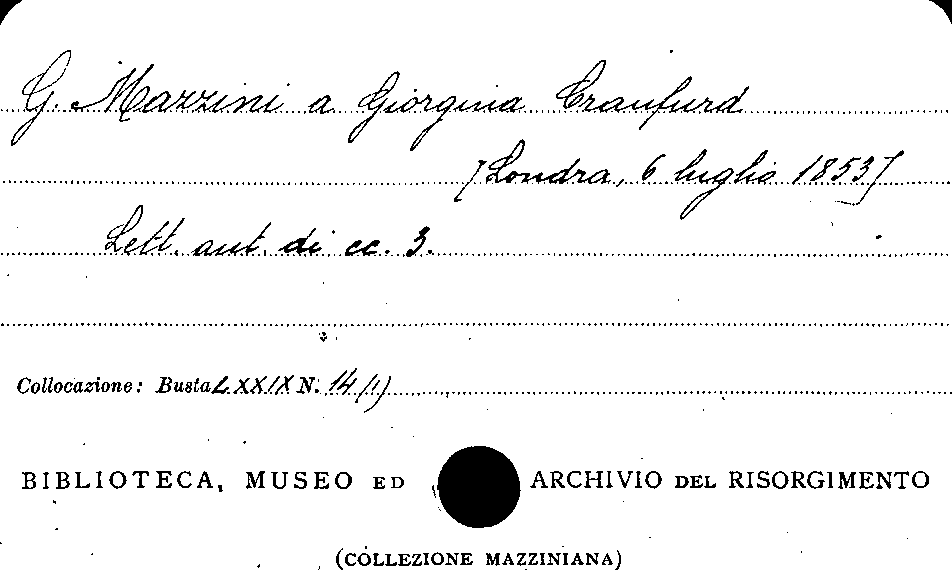 G. Mazzini a Giorgina Craufurd
[Londra, 6 luglio 1853]
Lett. aut. di cc. 3.
Collocazione: Busta LXXIX N. 14 (1)
BIBLIOTECA, MUSEO ED ARCHIVIO DEL RISORGIMENTO
(COLLEZIONE MAZZINIANA)